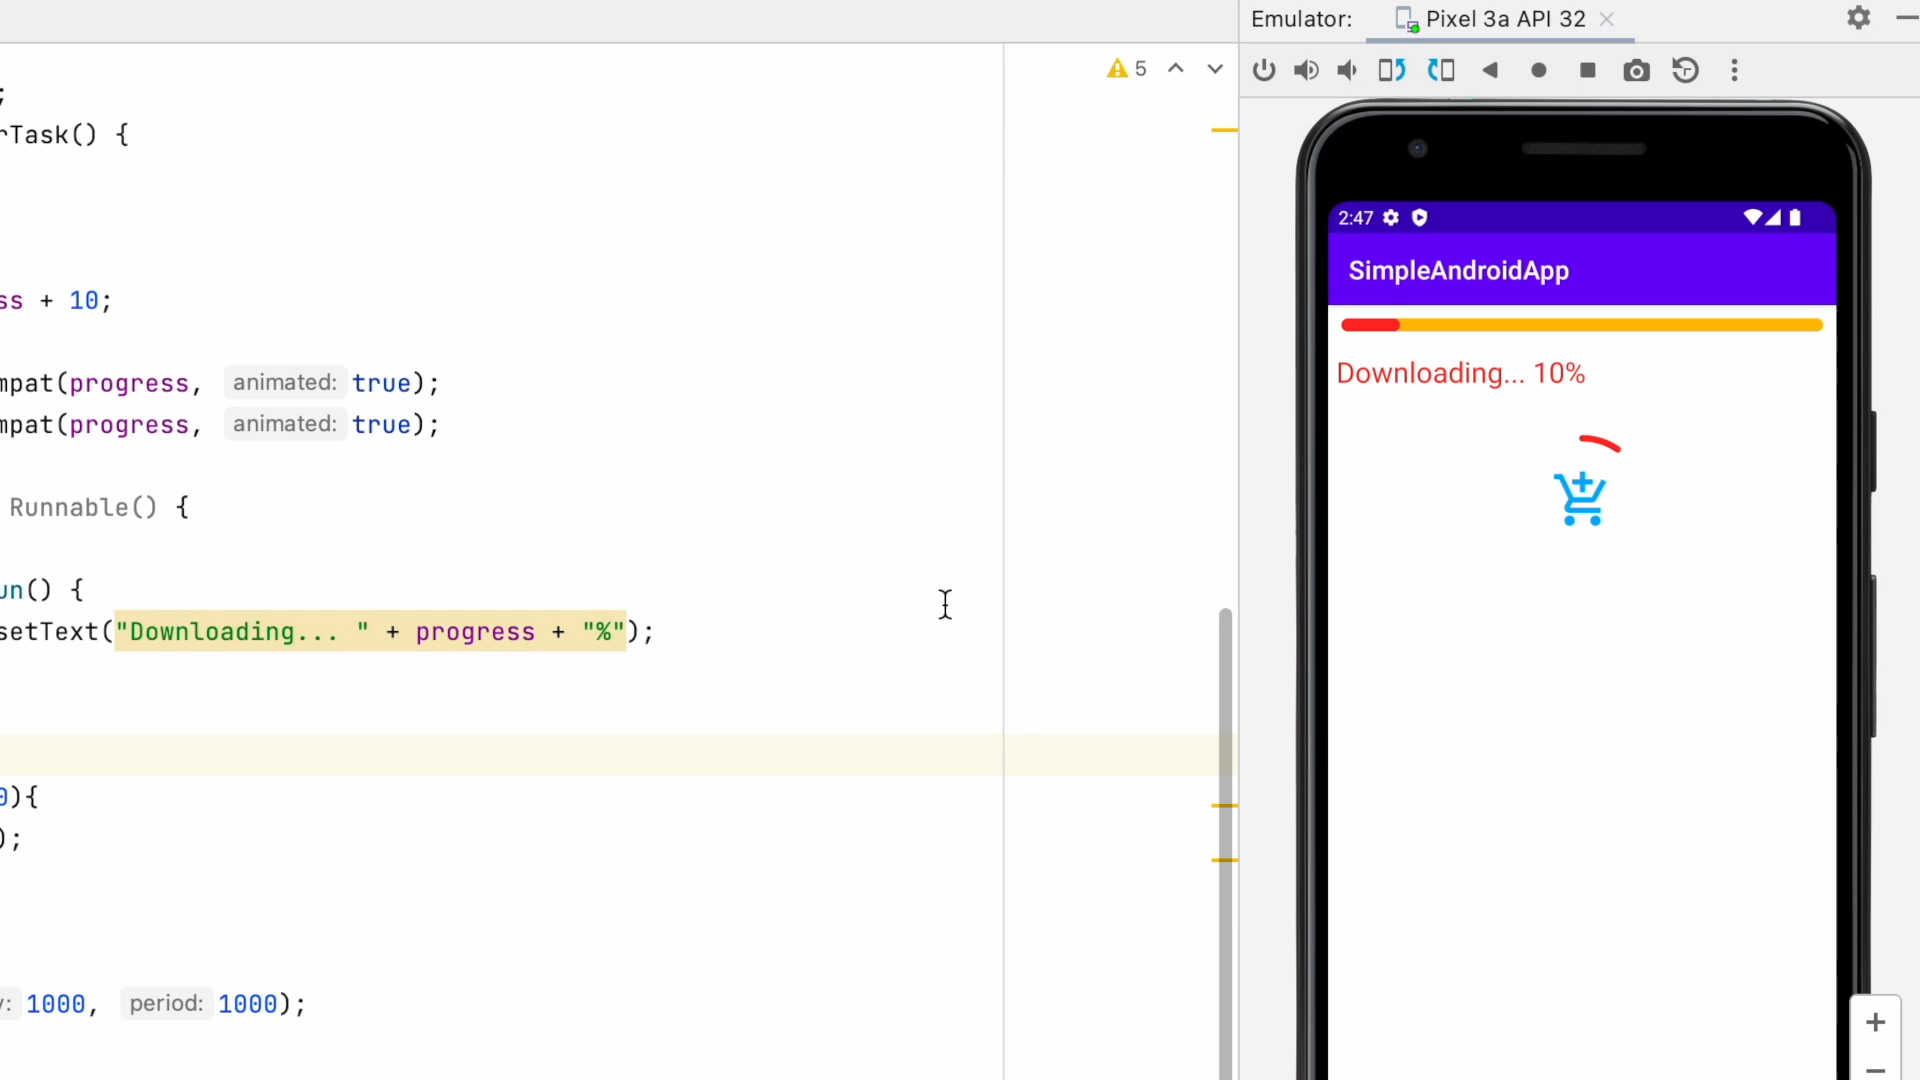 Emulator: Pixel 3a API 32
5
;
rTask() {
ss + 10;
mpat(progress, animated: true);
mpat(progress, animated: true);
Runnable() {
un() {
setText("Downloading... " + progress + "%");
0){
);
y: 1000, period: 1000);
2:47
SimpleAndroidApp
Downloading... 10%